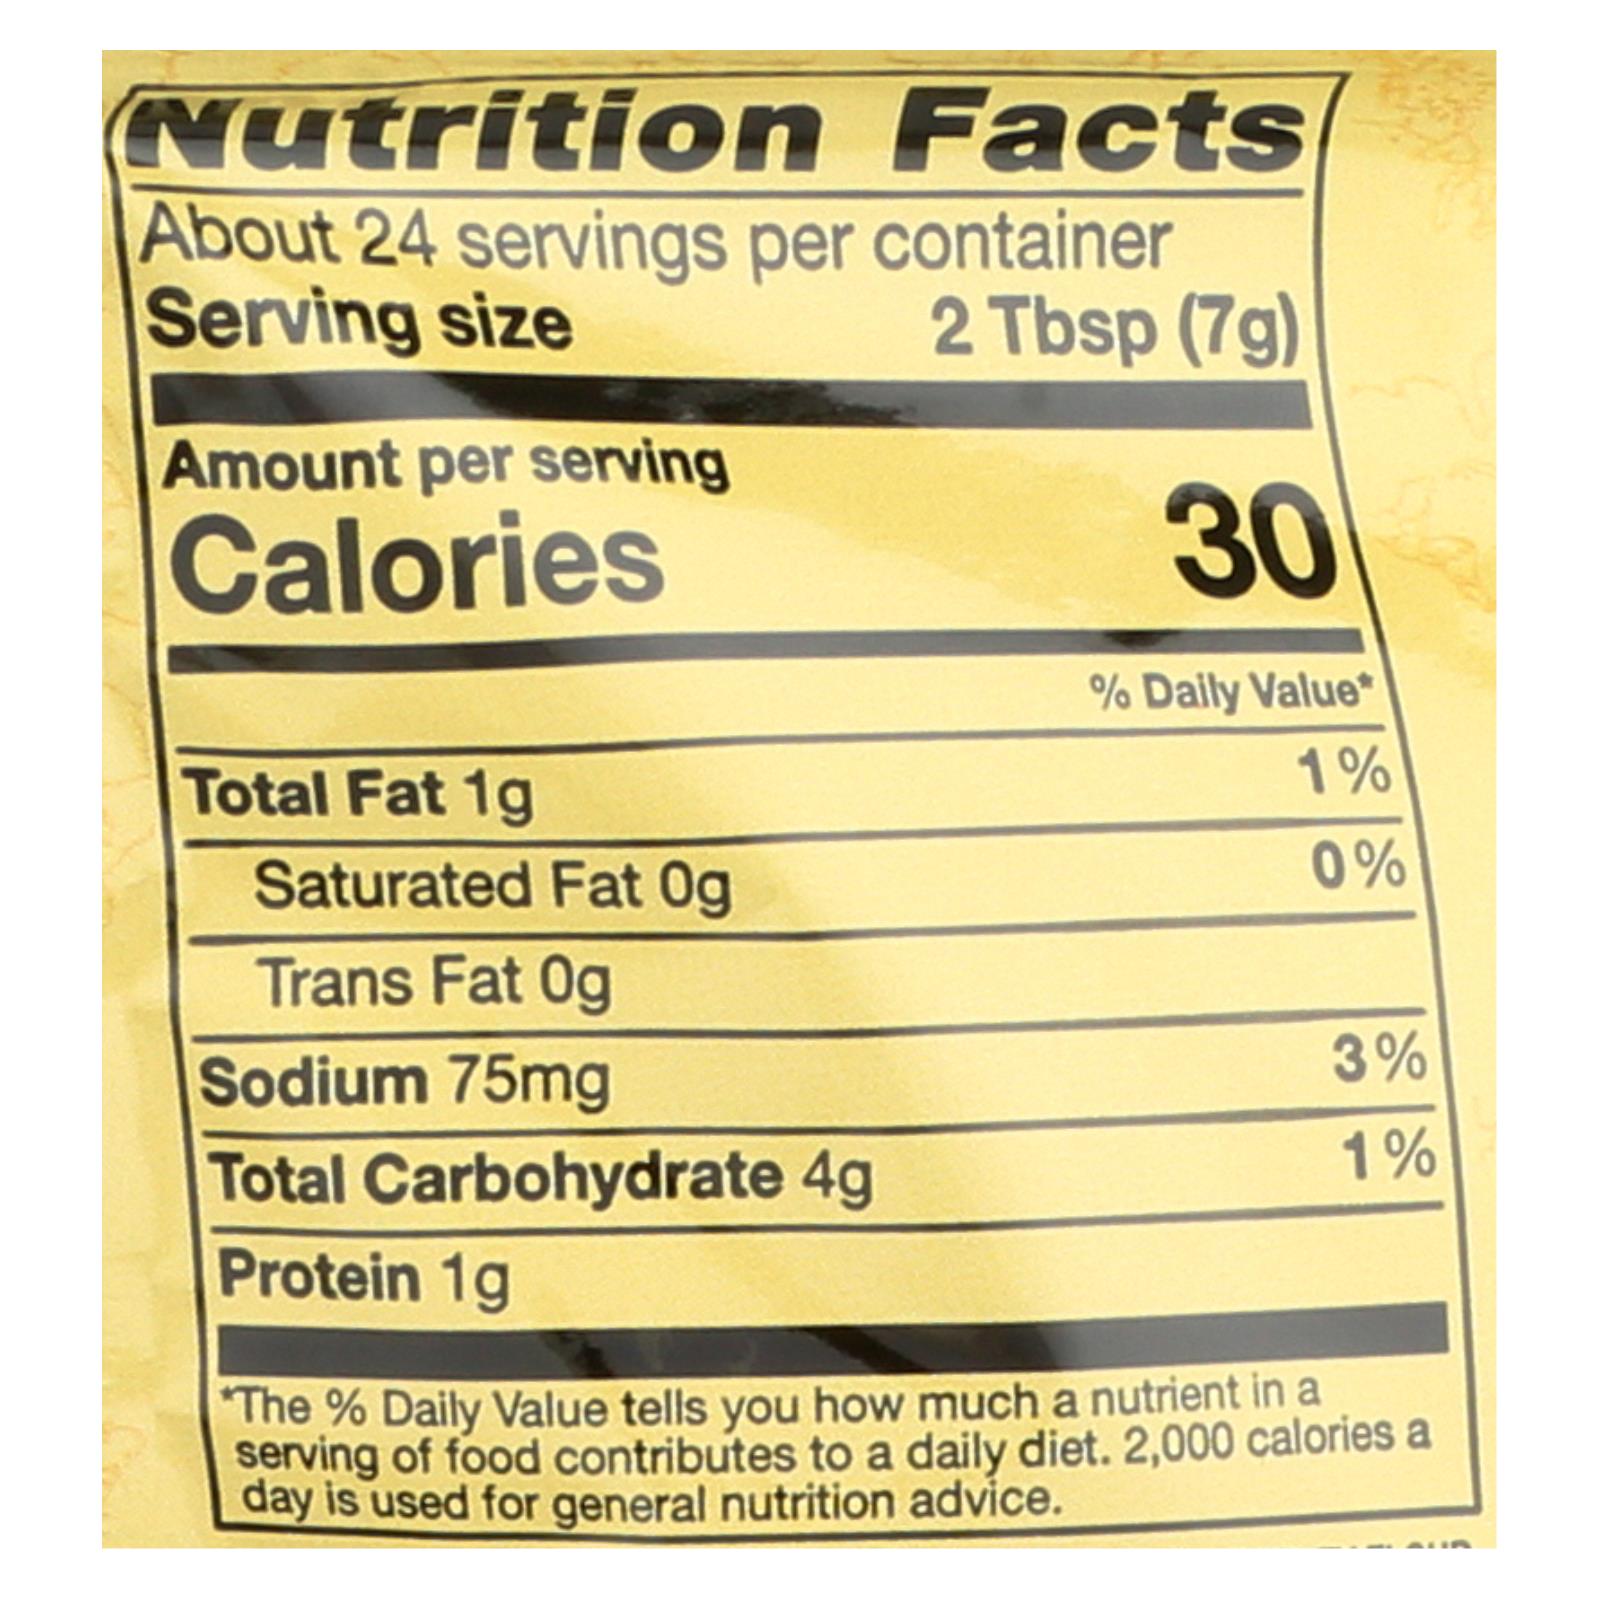 Nutrition Facts
About 24 servings per container
Serving size 2 Tbsp (7g)
Amount per serving
Calories 30
% Daily Value*
Total Fat 1g 1%
Saturated Fat 0g 0%
Trans Fat 0g
Sodium 75mg 3%
Total Carbohydrate 4g 1%
Protein 1g
*The % Daily Value tells you how much a nutrient in a
serving of food contributes to a daily diet. 2,000 calories a
day is used for general nutrition advice.